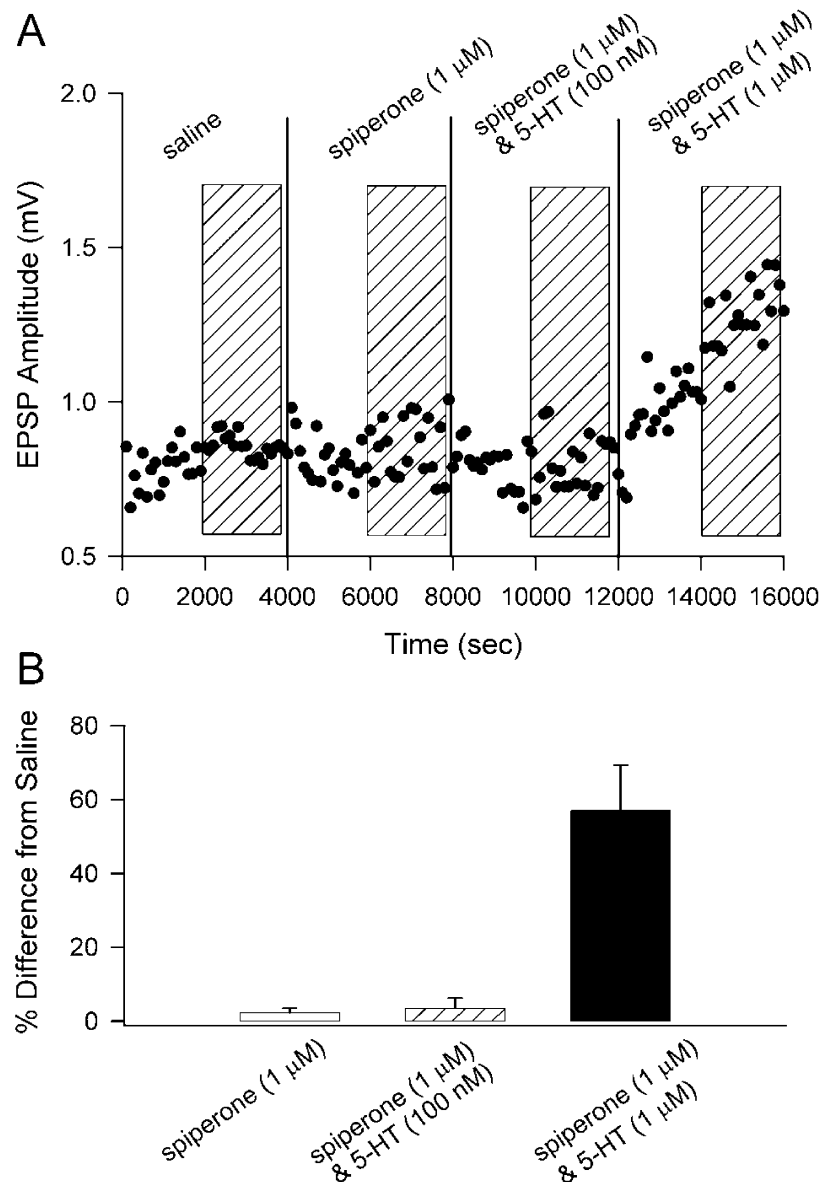 A
saline
spiperone (1 μM)
spiperone (1 μM)
& 5-HT (100 nM)
spiperone (1 μM)
& 5-HT (1 μM)
EPSP Amplitude (mV)
2.0
1.5
1.0
0.5
0 2000 4000 6000 8000 10000 12000 14000 16000
Time (sec)
B
% Difference from Saline
80
60
40
20
0
spiperone (1 μM)
spiperone (1 μM)
& 5-HT (100 nM)
spiperone (1 μM)
& 5-HT (1 μM)